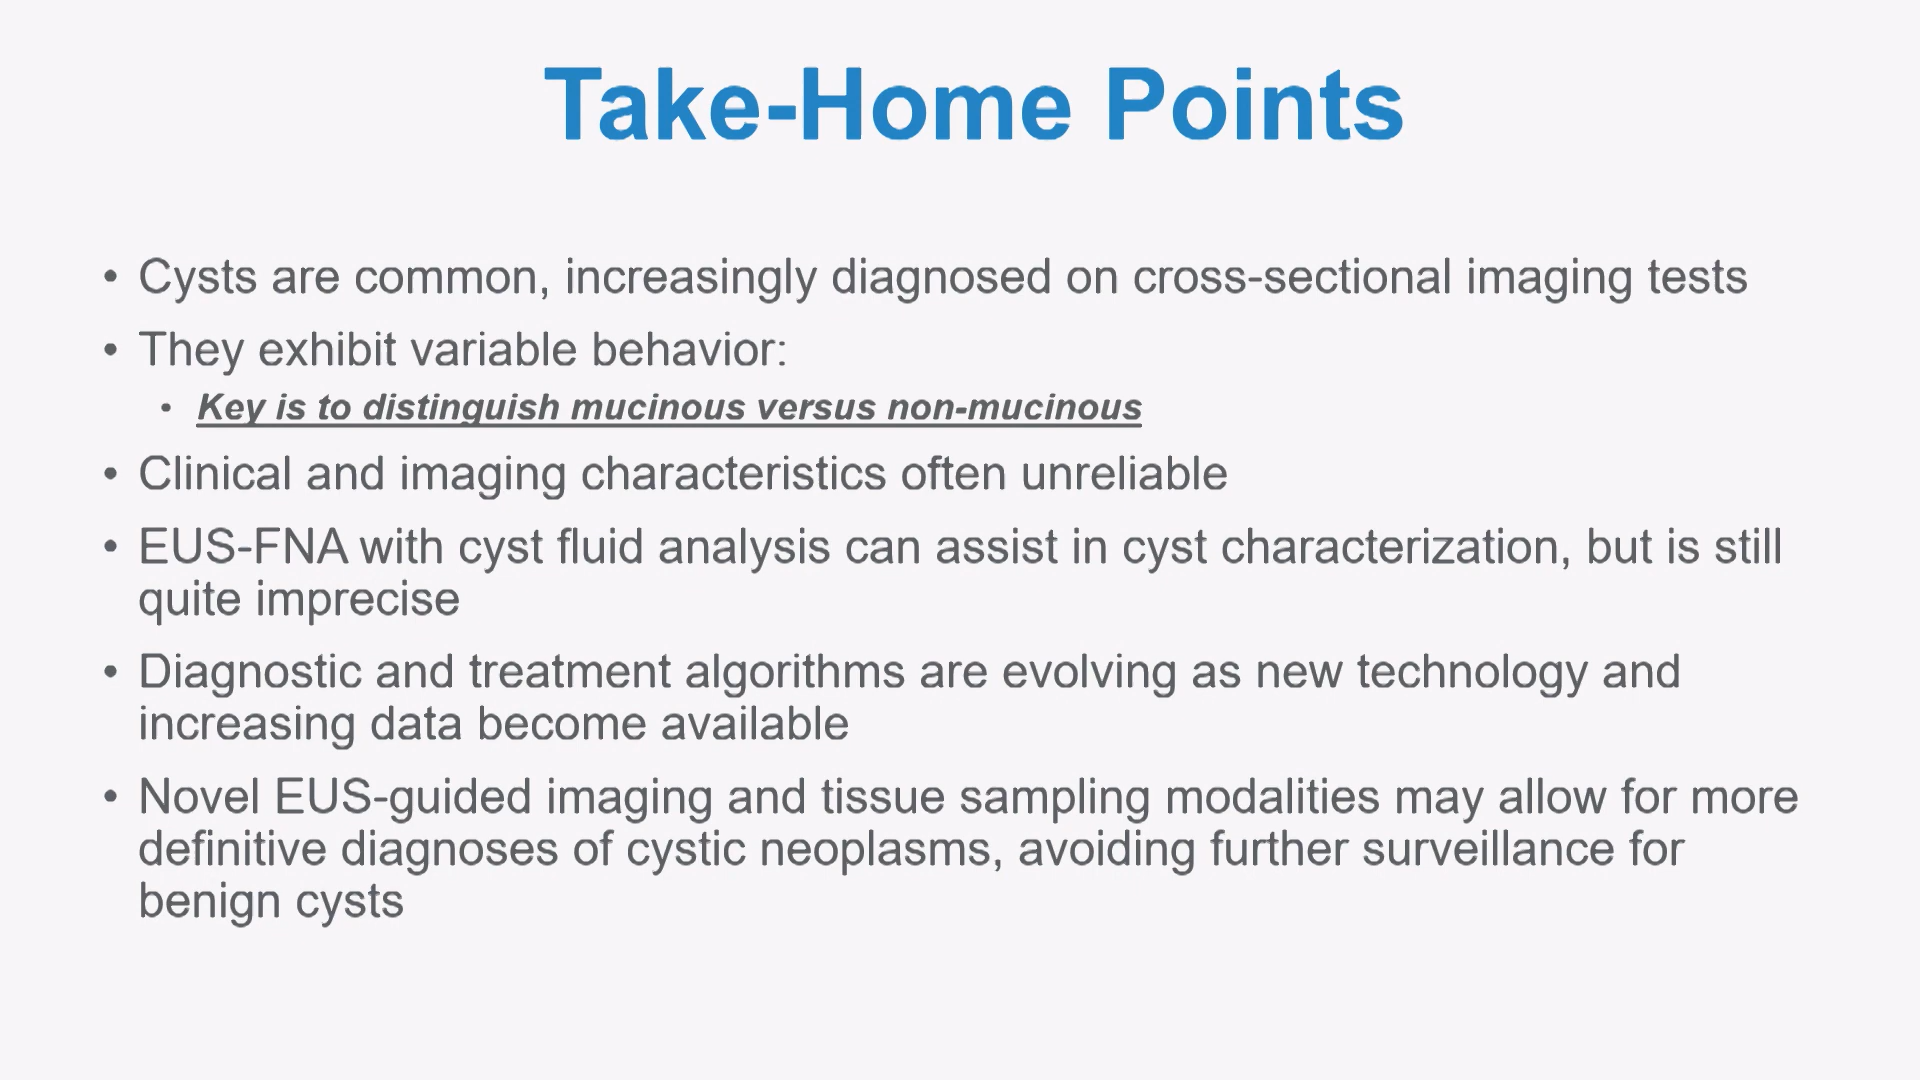 Take-Home Points
• Cysts are common, increasingly diagnosed on cross-sectional imaging tests
• They exhibit variable behavior:
• Key is to distinguish mucinous versus non-mucinous
• Clinical and imaging characteristics often unreliable
• EUS-FNA with cyst fluid analysis can assist in cyst characterization, but is still
quite imprecise
• Diagnostic and treatment algorithms are evolving as new technology and
increasing data become available
• Novel EUS-guided imaging and tissue sampling modalities may allow for more
definitive diagnoses of cystic neoplasms, avoiding further surveillance for
benign cysts